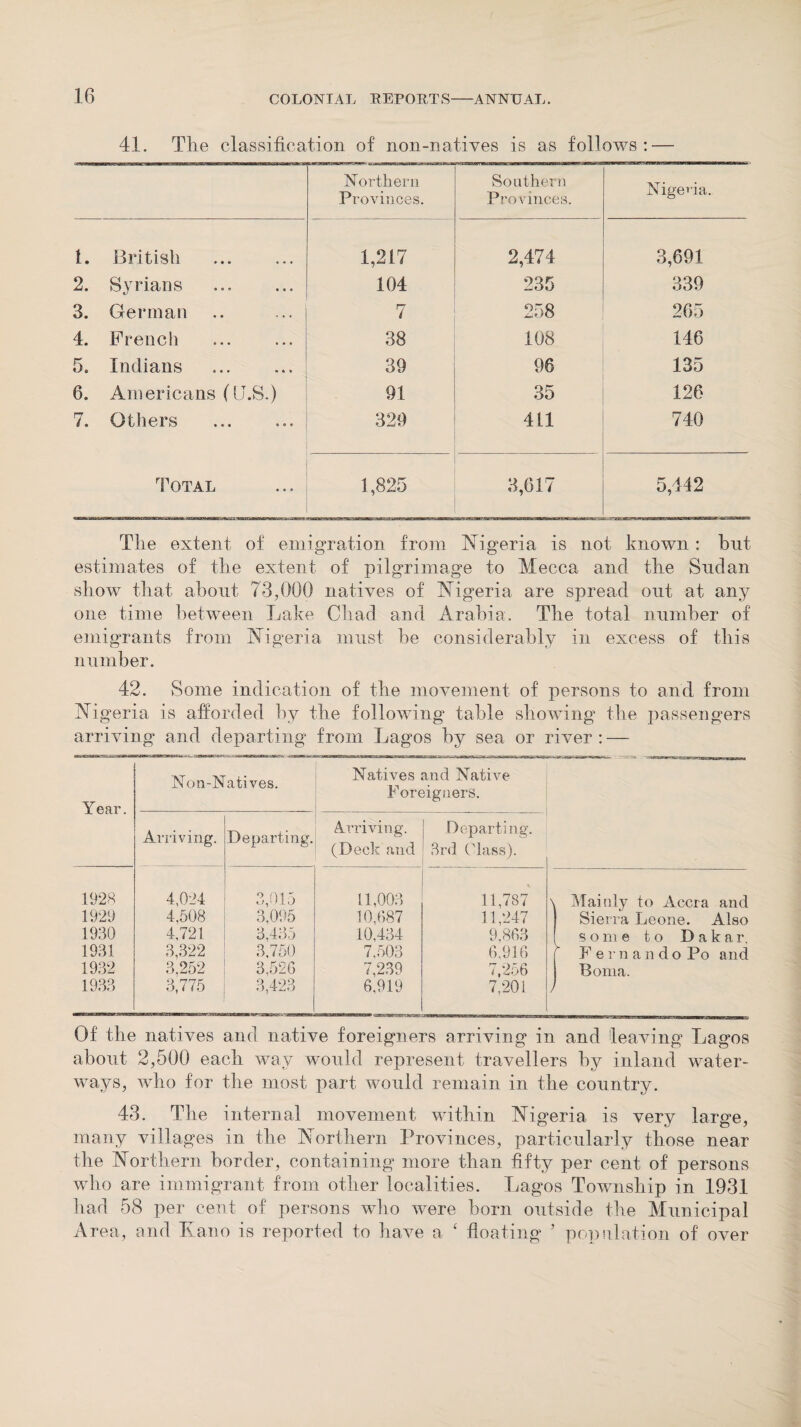 16 COLONIAL REPORTS—ANNUAL.
41. The classification of non-natives is as follows:—
Northern Provinces. Southern Provinces. Nigeria.
1. British ... ... 1,217 2,474 3,691
2. Syrians ... ... 104 235 339
3. German .. ... 7 258 265
4. French ... ... 38 108 146
5. Indians ... ... 39 96 135
6. Americans (U.S.) 91 35 126
7. Others ... ... 329 411 740
TOTAL ... 1,825 3,617 5,442
The extent of emigration from Nigeria is not known: but
estimates of the extent of pilgrimage to Mecca and the Sudan
show that about 73,000 natives of Nigeria are spread out at any
one time between Lake Chad and Arabia. The total number of
emigrants from Nigeria must be considerably in excess of this
number.
42. Some indication of the movement of persons to and from
Nigeria is afforded by the following table showing the passengers
arriving and departing from Lagos by sea or river:—
Year. Non-Natives. Natives and Native Foreigners.
Arriving. Departing. Arriving. (Deck and Departing. 3rd Class).
1928 4,024 3,015 11,003 11,787 Mainly to Accra and
1929 4,508 3,095 10,687 11,247 Sierra Leone. Also
1930 4,721 3,435 10,434 9,863 some to Dakar,
1931 3,322 3,750 7,503 6,916 Fernando Po and
1932 3,252 3,526 7,239 7,256 Boma.
1933 3,775 3,423 6,919 7,201
Of the natives and native foreigners arriving in and leaving Lagos
about 2,500 each way would represent travellers by inland water-
ways, who for the most part would remain in the country.
43. The internal movement within Nigeria is very large,
many villages in the Northern Provinces, particularly those near
the Northern border, containing more than fifty per cent of persons
who are immigrant from other localities. Lagos Township in 1931
had 58 per cent of persons who were born outside the Municipal
Area, and Kano is reported to have a ‘ floating ’ population of over